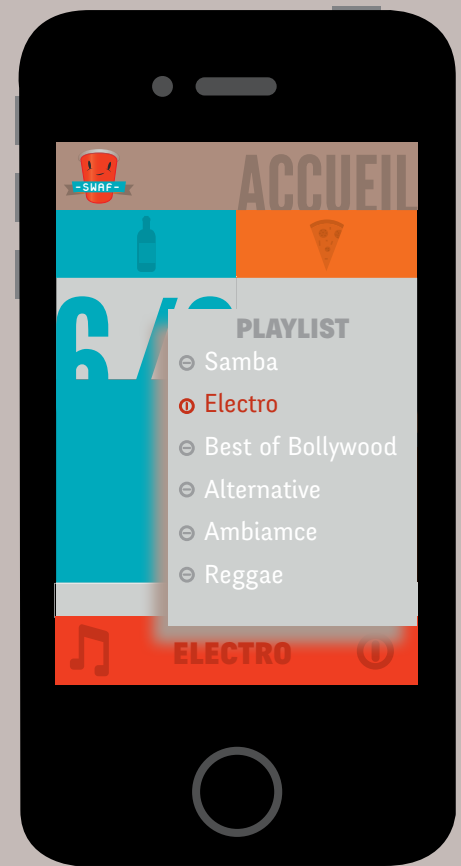 -SWAF-
ACCUEIL
PLAYLIST
Samba
Electro
Best of Bollywood
Alternative
Ambiamce
Reggae
ELECTRO